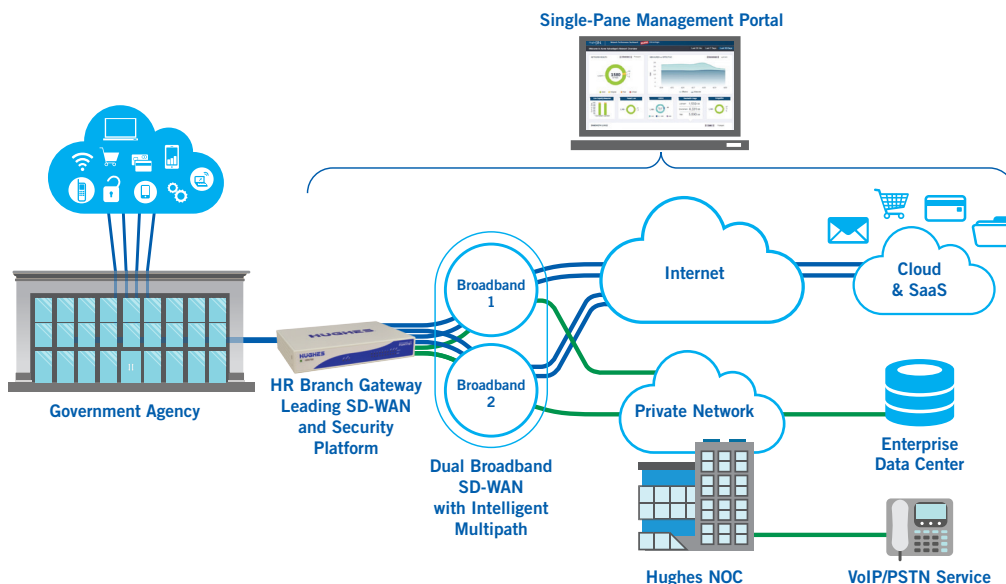 Single-Pane Management Portal
Internet
Cloud
& SaaS
Broadband
1
HUGHES
HUGHES
Broadband
2
Government Agency
HR Branch Gateway
Leading SD-WAN
and Security
Platform
Private Network
Enterprise
Data Center
Dual Broadband
SD-WAN
with Intelligent
Multipath
Hughes NOC
VoIP/PSTN Service